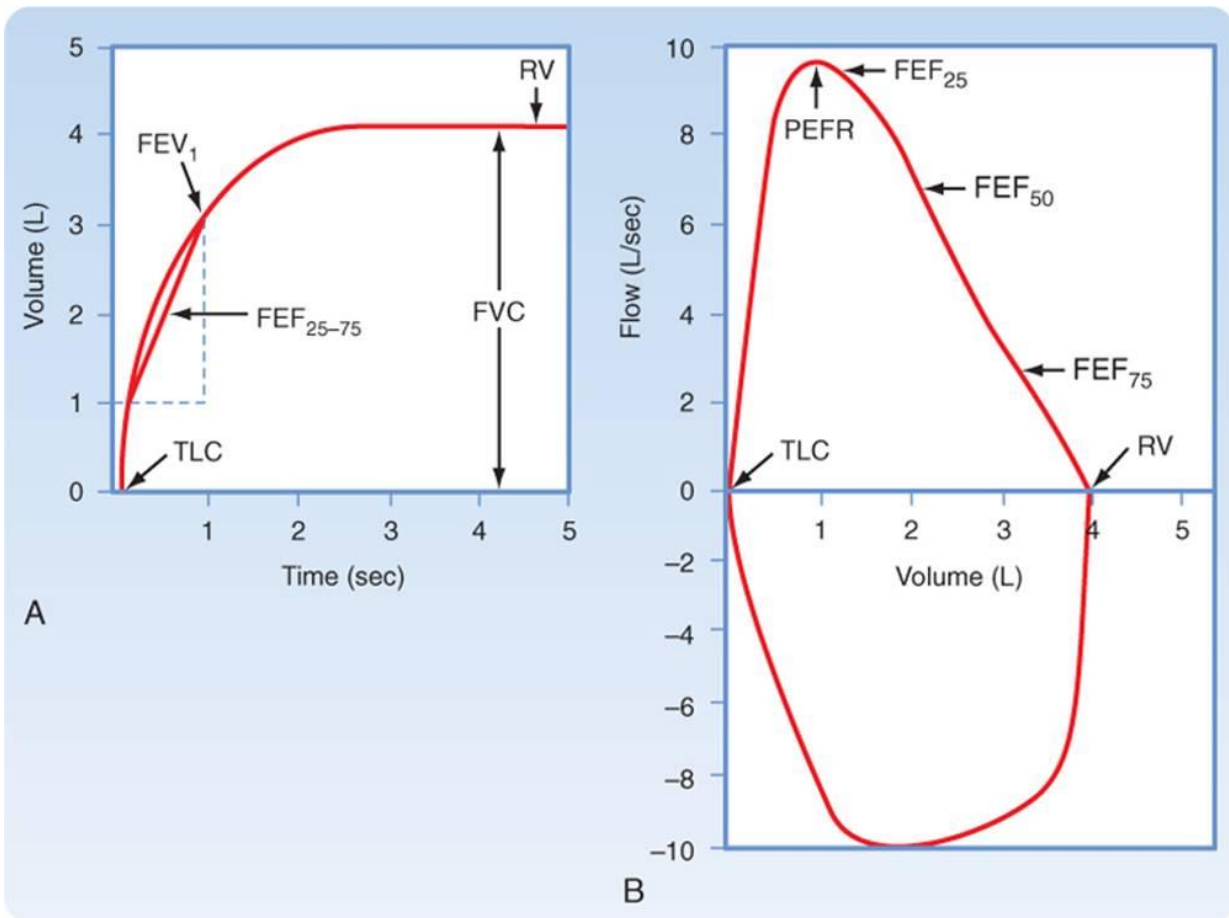 5
4
3
2
1
0
Volume (L)
RV
FEV1
FEF25–75
FVC
TLC
1
2
3
4
5
Time (sec)
A
10
8
6
4
2
0
–2
–4
–6
–8
–10
Flow (L/sec)
FEF25
PEFR
FEF50
FEF75
TLC
RV
1
2
3
4
5
Volume (L)
B